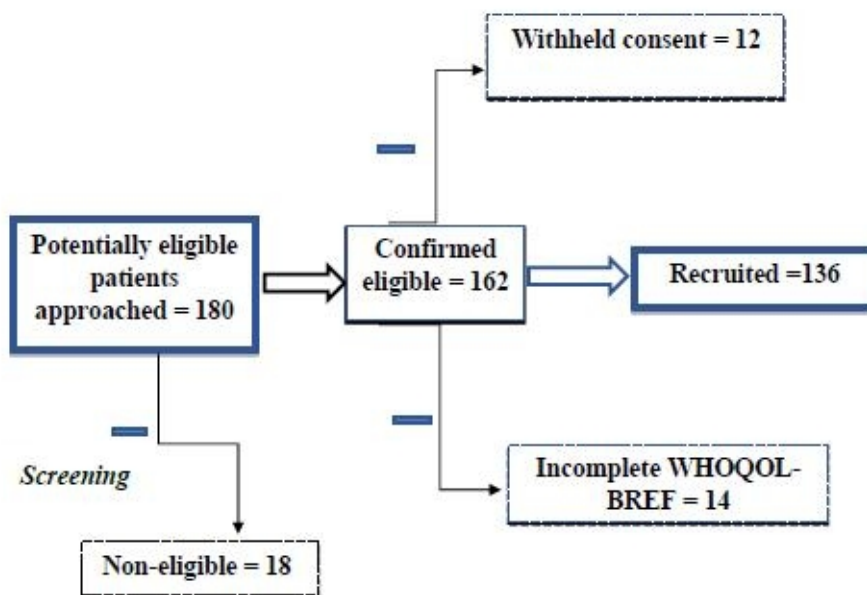 Withheld consent = 12
Potentially eligible
patients
approached = 180
Confirmed
eligible = 162
Recruited =136
Screening
Incomplete WHOQOL-
BREF = 14
Non-eligible = 18